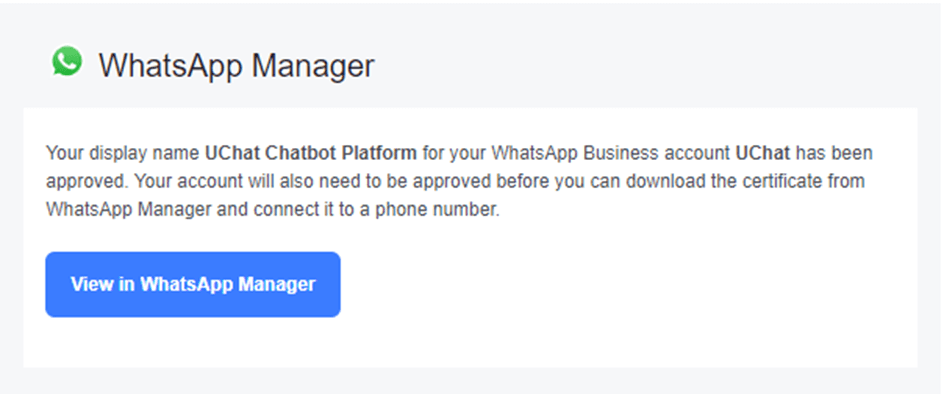 WhatsApp Manager
Your display name UChat Chatbot Platform for your WhatsApp Business account UChat has been
approved. Your account will also need to be approved before you can download the certificate from
WhatsApp Manager and connect it to a phone number.
View in WhatsApp Manager